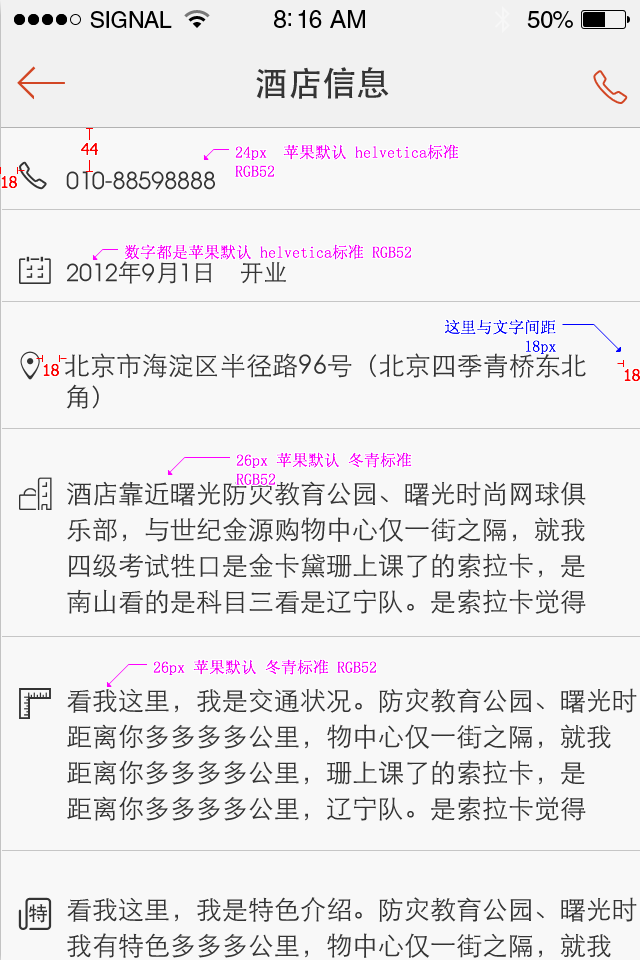 SIGNAL 8:16 AM 50%
酒店信息
44
24px 苹果默认 helvetica标准
RGB52
18
010-88598888
数字都是苹果默认 helvetica标准 RGB52
2012年9月1日 开业
这里与文字间距
18px
18
北京市海淀区半径路96号（北京四季青桥东北
18
角）
26px 苹果默认 冬青标准
RGB52
酒店靠近曙光防灾教育公园、曙光时尚网球俱
乐部，与世纪金源购物中心仅一街之隔，就我
四级考试牲口是金卡黛珊上课了的索拉卡，是
南山看的是科目三看是辽宁队。是索拉卡觉得
26px 苹果默认 冬青标准 RGB52
看我这里，我是交通状况。防灾教育公园、曙光时
距离你多多多多公里，物中心仅一街之隔，就我
距离你多多多多公里，珊上课了的索拉卡，是
距离你多多多多公里，辽宁队。是索拉卡觉得
特
看我这里，我是特色介绍。防灾教育公园、曙光时
我有特色多多多公里，物中心仅一街之隔，就我